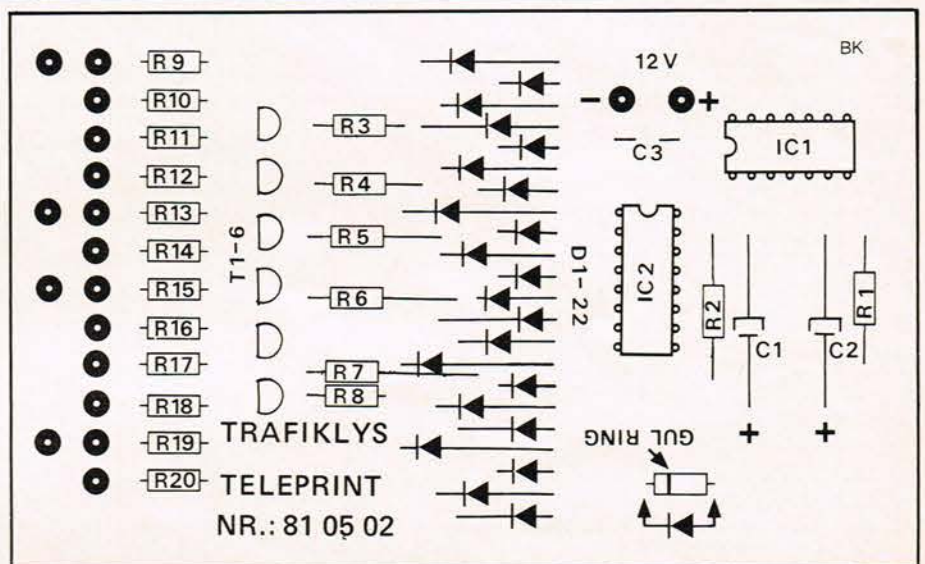 BK
12 V
- +
R9
R10
R11
R12
R13
R14
R15
R16
R17
R18
R19
R20
T1-6
R3
R4
R5
R6
R7
R8
D1-22
C3
IC1
IC2
R2
C1
C2
R1
+ +
GUL RING
TRAFIKLYS
TELEPRINT
NR.: 81 05 02